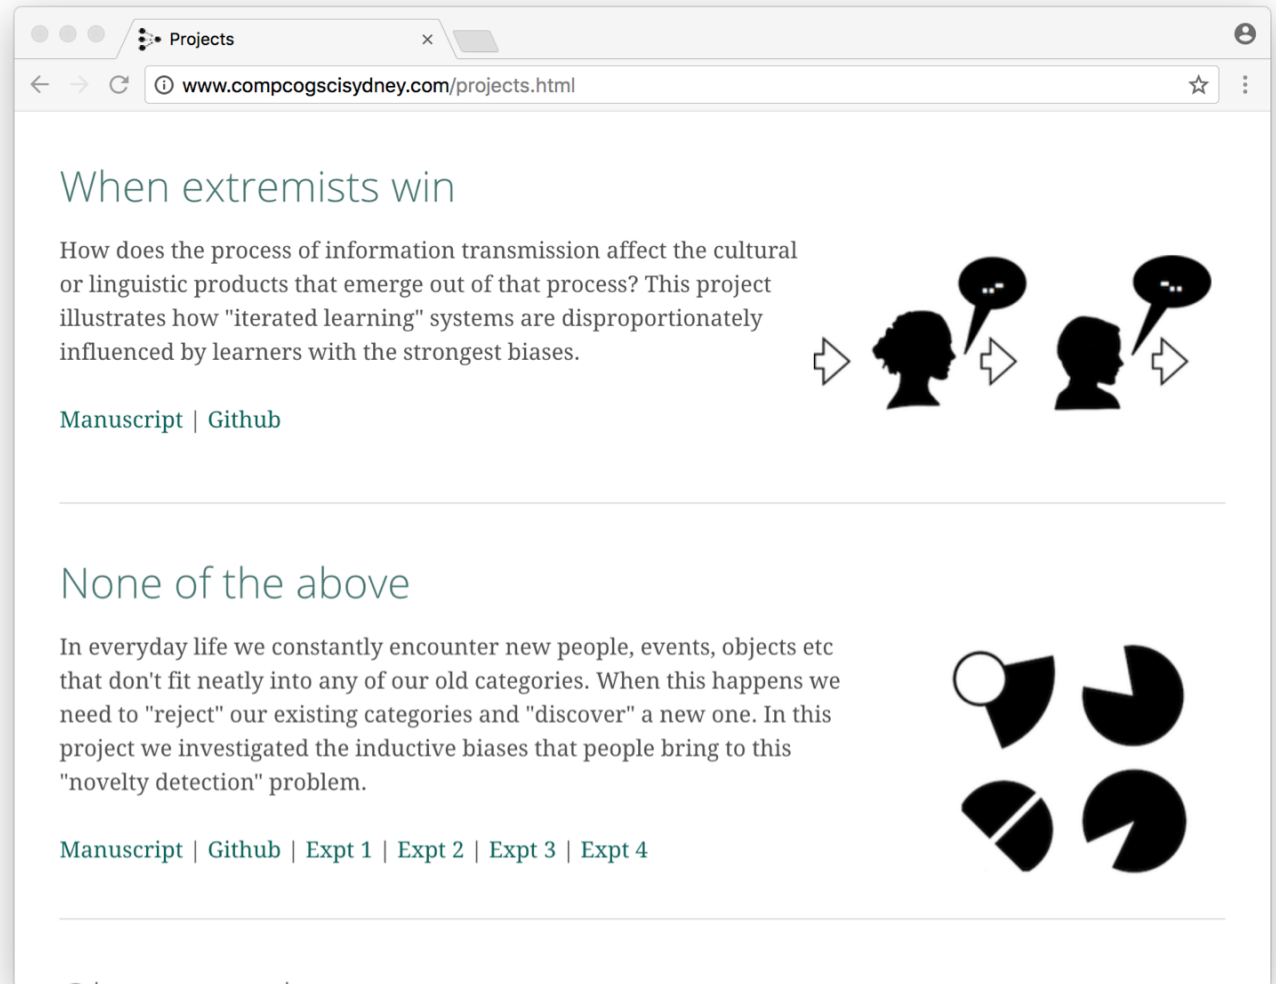 Projects
www.compcogscisydney.com/projects.html
When extremists win
How does the process of information transmission affect the cultural
or linguistic products that emerge out of that process? This project
illustrates how "iterated learning" systems are disproportionately
influenced by learners with the strongest biases.
Manuscript | Github
None of the above
In everyday life we constantly encounter new people, events, objects etc
that don't fit neatly into any of our old categories. When this happens we
need to "reject" our existing categories and "discover" a new one. In this
project we investigated the inductive biases that people bring to this
"novelty detection" problem.
Manuscript | Github | Expt 1 | Expt 2 | Expt 3 | Expt 4